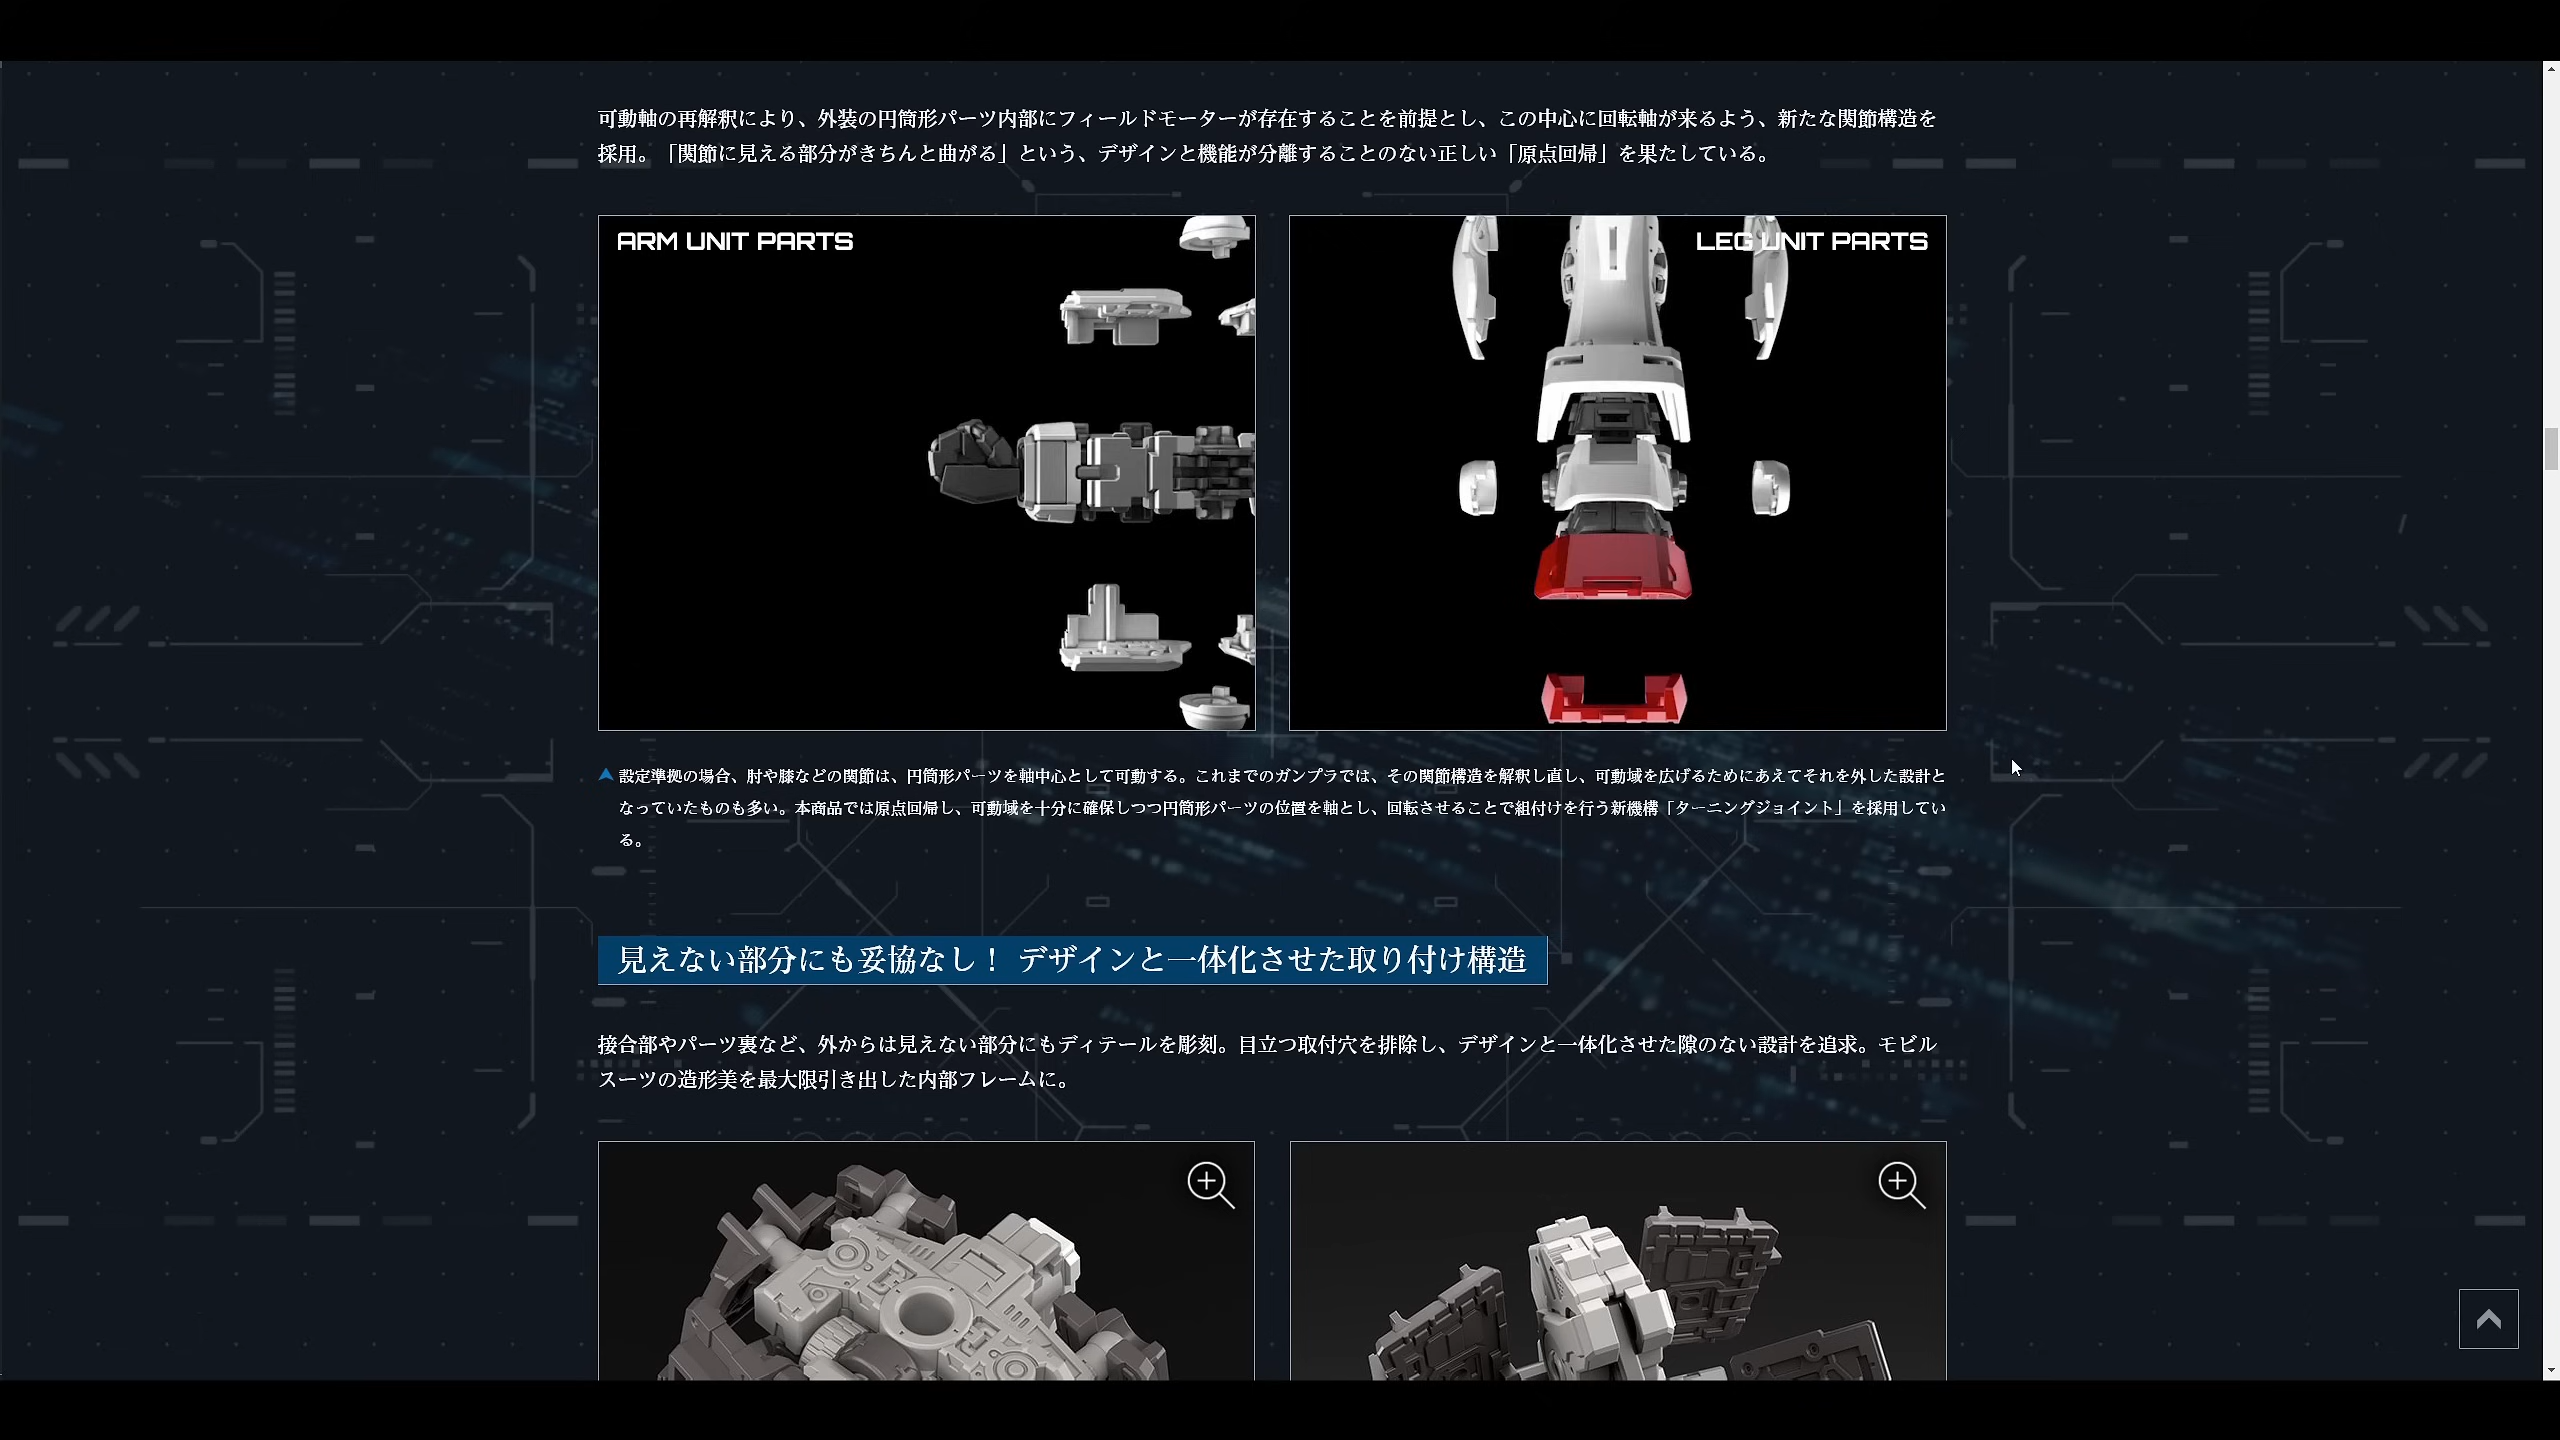 可動軸の再解釈により、外装の円筒形パーツ内部にフィールドモーターが存在することを前提とし、この中心に回転軸が来るよう、新たな関節構造を
採用。「関節に見える部分がきちんと曲がる」という、デザインと機能が分離することのない正しい「原点回帰」を果たしている。
ARM UNIT PARTS
LEG UNIT PARTS
設定準拠の場合、肘や膝などの関節は、円筒形パーツを軸中心として可動する。これまでのガンプラでは、その関節構造を解釈し直し、可動域を広げるためにあえてそれを外した設計と
なっていたものも多い。本商品では原点回帰し、可動域を十分に確保しつつ円筒形パーツの位置を軸とし、回転させることで組付けを行う新機構「ターニングジョイント」を採用してい
る。
見えない部分にも妥協なし！ デザインと一体化させた取り付け構造
接合部やパーツ裏など、外からは見えない部分にもディテールを彫刻。目立つ取付穴を排除し、デザインと一体化させた隙のない設計を追求。モビル
スーツの造形美を最大限引き出した内部フレームに。